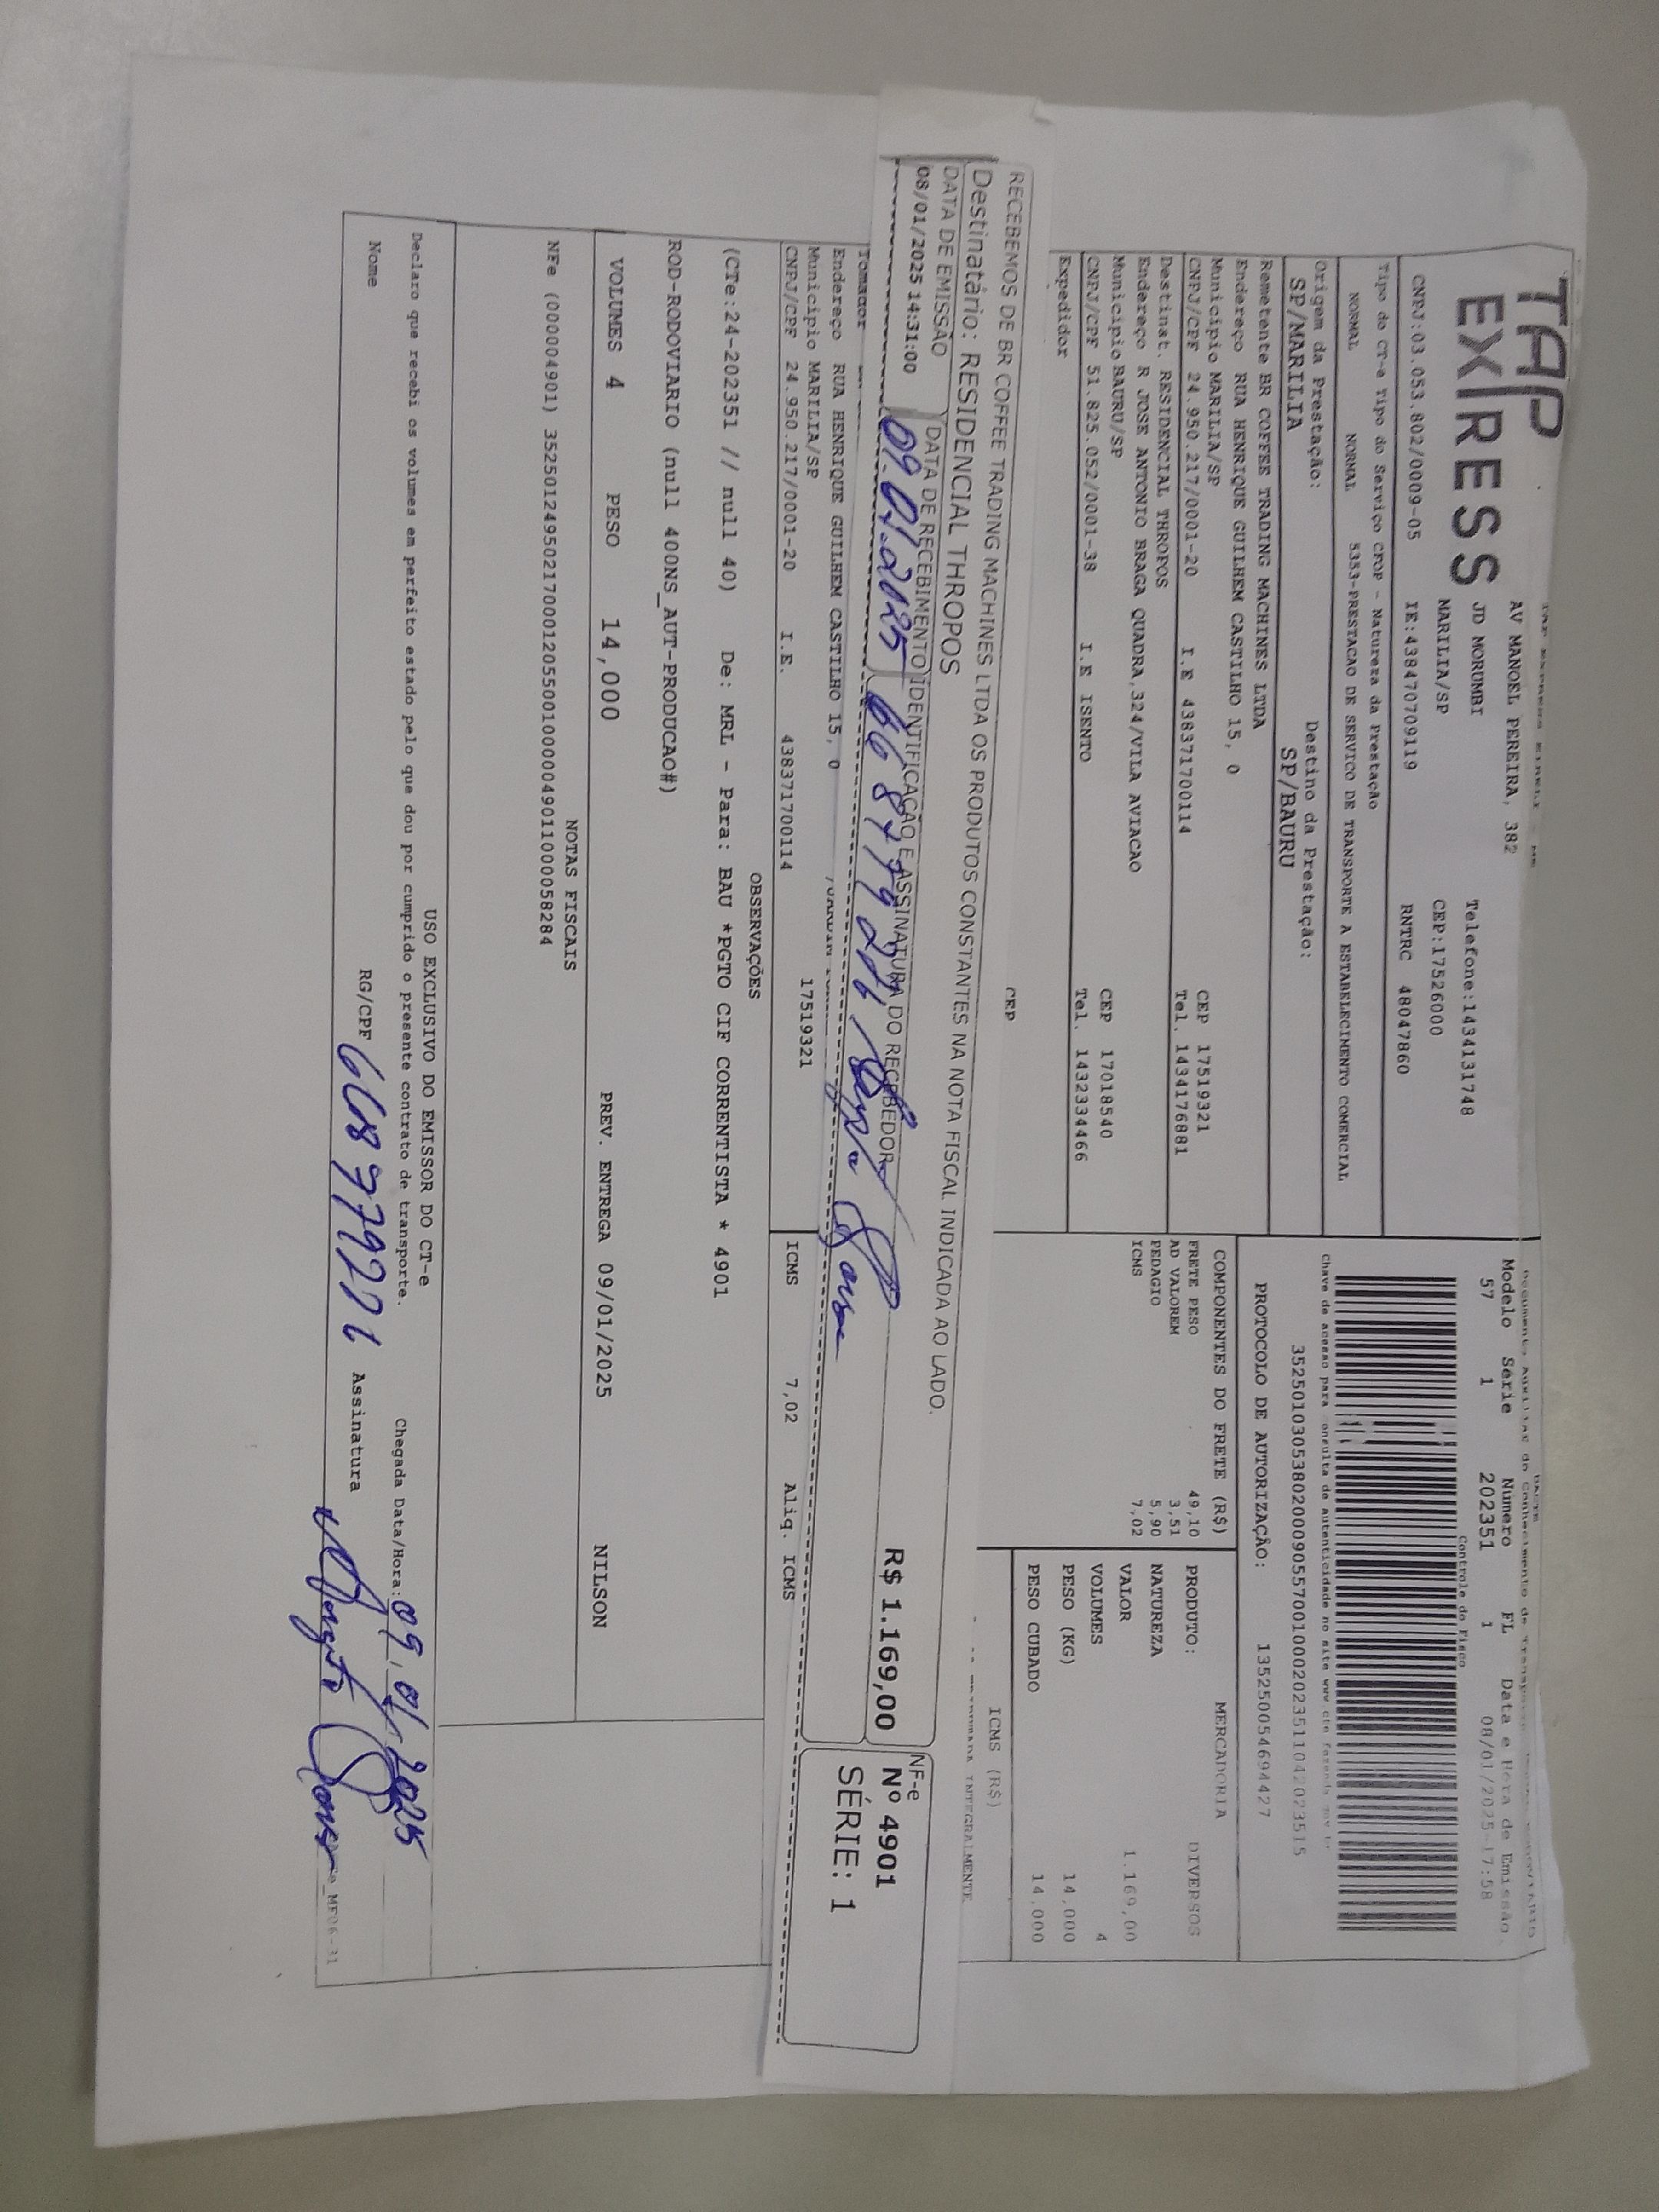 TAP
EXPRESS
AV MANOEL PEREIRA, 382
JD MORUMBI
MARILIA/SP
Telefone:1434131748
CEP:17526000
CNPJ:03.053.802/0009-05 IE:438470709119 RNTRC 48047860
Tipo do CT-e Tipo do Serviço CFOP - Natureza da Prestação
NORMAL NORMAL 5353-PRESTACAO DE SERVICO DE TRANSPORTE A ESTABELECIMENTO COMERCIAL
Origem da Prestação: Destino da Prestação:
SP/MARILIA SP/BAURU
Remetente BR COFFEE TRADING MACHINES LTDA
Endereço RUA HENRIQUE GUILHEM CASTILHO 15, 0
Município MARILIA/SP CEP 17519321
CNPJ/CPF 24.950.217/0001-20 I.E 438371700114 Tel. 1434176881
Destinat. RESIDENCIAL THROPOS
Endereço R JOSE ANTONIO BRAGA QUADRA,324/VILA AVIACAO
Município BAURU/SP CEP 17018540
CNPJ/CPF 51.825.052/0001-38 I.E ISENTO Tel. 1432334466
Expedidor
CEP
Modelo Série Numero FL Data e Hora de Emissão
57 1 202351 1 08/01/2025-17:58
Controle do Fisco
Chave de acesso para consulta de autenticidade no site
PROTOCOLO DE AUTORIZAÇÃO: 135250054694427
COMPONENTES DO FRETE (R$)
FRETE PESO 49,10
AD VALOREM 3,51
PEDAGIO 5,90
ICMS 7,02
MERCADORIA
PRODUTO: DIVERSOS
NATUREZA
VALOR 1.169,00
VOLUMES 4
PESO (KG) 14,000
PESO CUBADO 14,000
ICMS (R$)
INTEGRALMENTE
RECEBEMOS DE BR COFFEE TRADING MACHINES LTDA OS PRODUTOS CONSTANTES NA NOTA FISCAL INDICADA AO LADO.
Destinatário: RESIDENCIAL THROPOS
DATA DE EMISSÃO DATA DE RECEBIMENTO IDENTIFICAÇÃO E ASSINATURA DO RECEBEDOR
08/01/2025 14:31:00 09.01.2025
R$ 1.169,00
NF-e
Nº 4901
SÉRIE: 1
Tomador
Endereço RUA HENRIQUE GUILHEM CASTILHO 15, 0
Município MARILIA/SP 17519321
CNPJ/CPF 24.950.217/0001-20 I.E. 438371700114 ICMS 7,02 Aliq. ICMS
OBSERVAÇÕES
(CTe:24-202351 // null 40) De: MRL - Para: BAU *PGTO CIF CORRENTISTA * 4901
ROD-RODOVIARIO (null 400NS_AUT-PRODUCAO#)
VOLUMES 4 PESO 14,000 PREV. ENTREGA 09/01/2025 NILSON
NOTAS FISCAIS
NFe (000004901) 35250124950217000120550010000049011000058284
USO EXCLUSIVO DO EMISSOR DO CT-e
Declaro que recebi os volumes em perfeito estado pelo que dou por cumprido o presente contrato de transporte. Chegada Data/Hora: 09.01.2025
Nome RG/CPF Assinatura
MF06-31